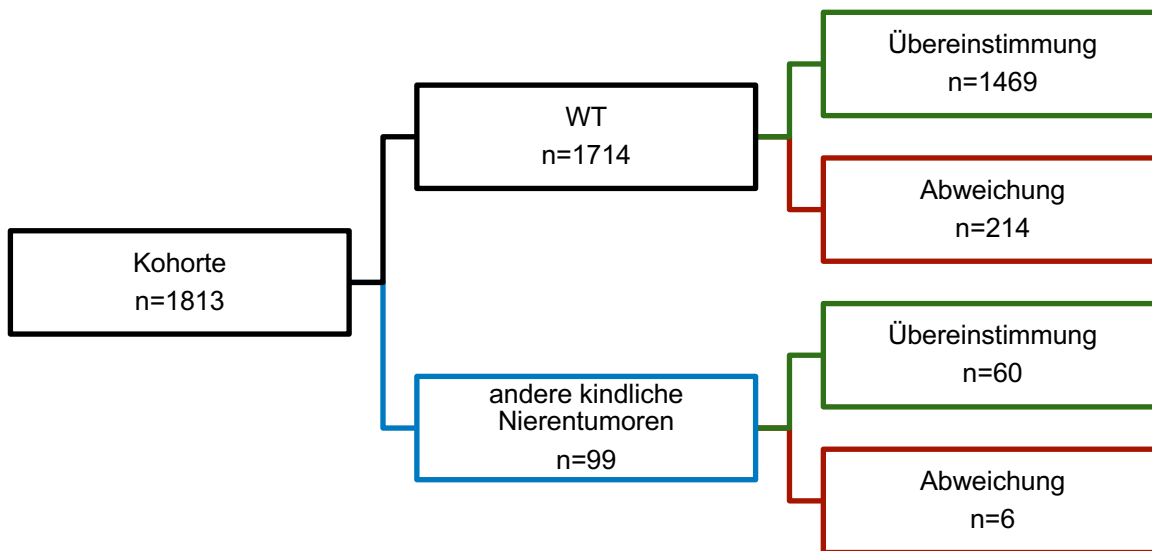 Kohorte
n=1813
WT
n=1714
Übereinstimmung
n=1469
Abweichung
n=214
andere kindliche
Nierentumoren
n=99
Übereinstimmung
n=60
Abweichung
n=6